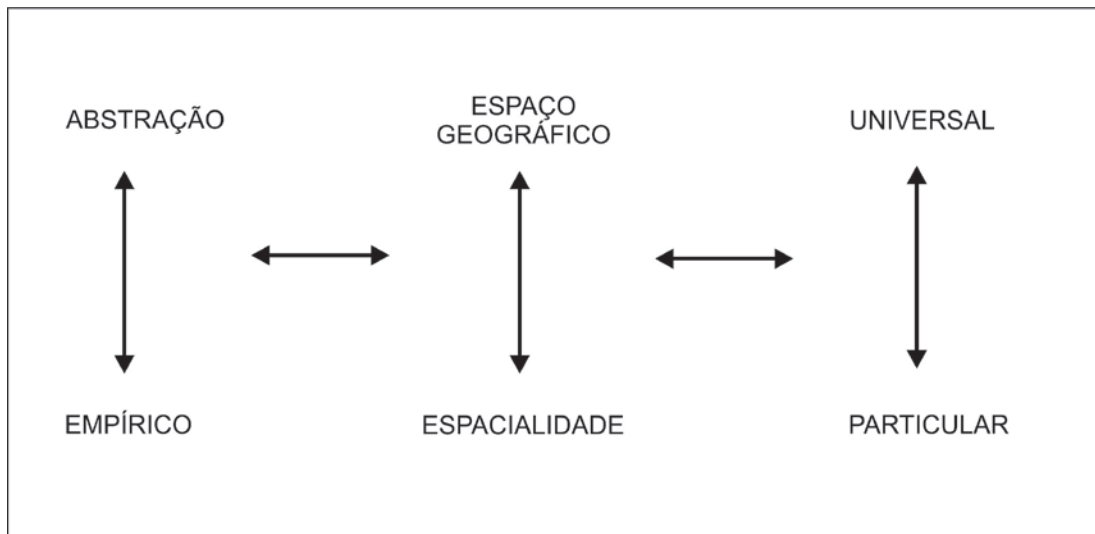 ABSTRAÇÃO
ESPAÇO
GEOGRÁFICO
UNIVERSAL
EMPÍRICO
ESPACIALIDADE
PARTICULAR